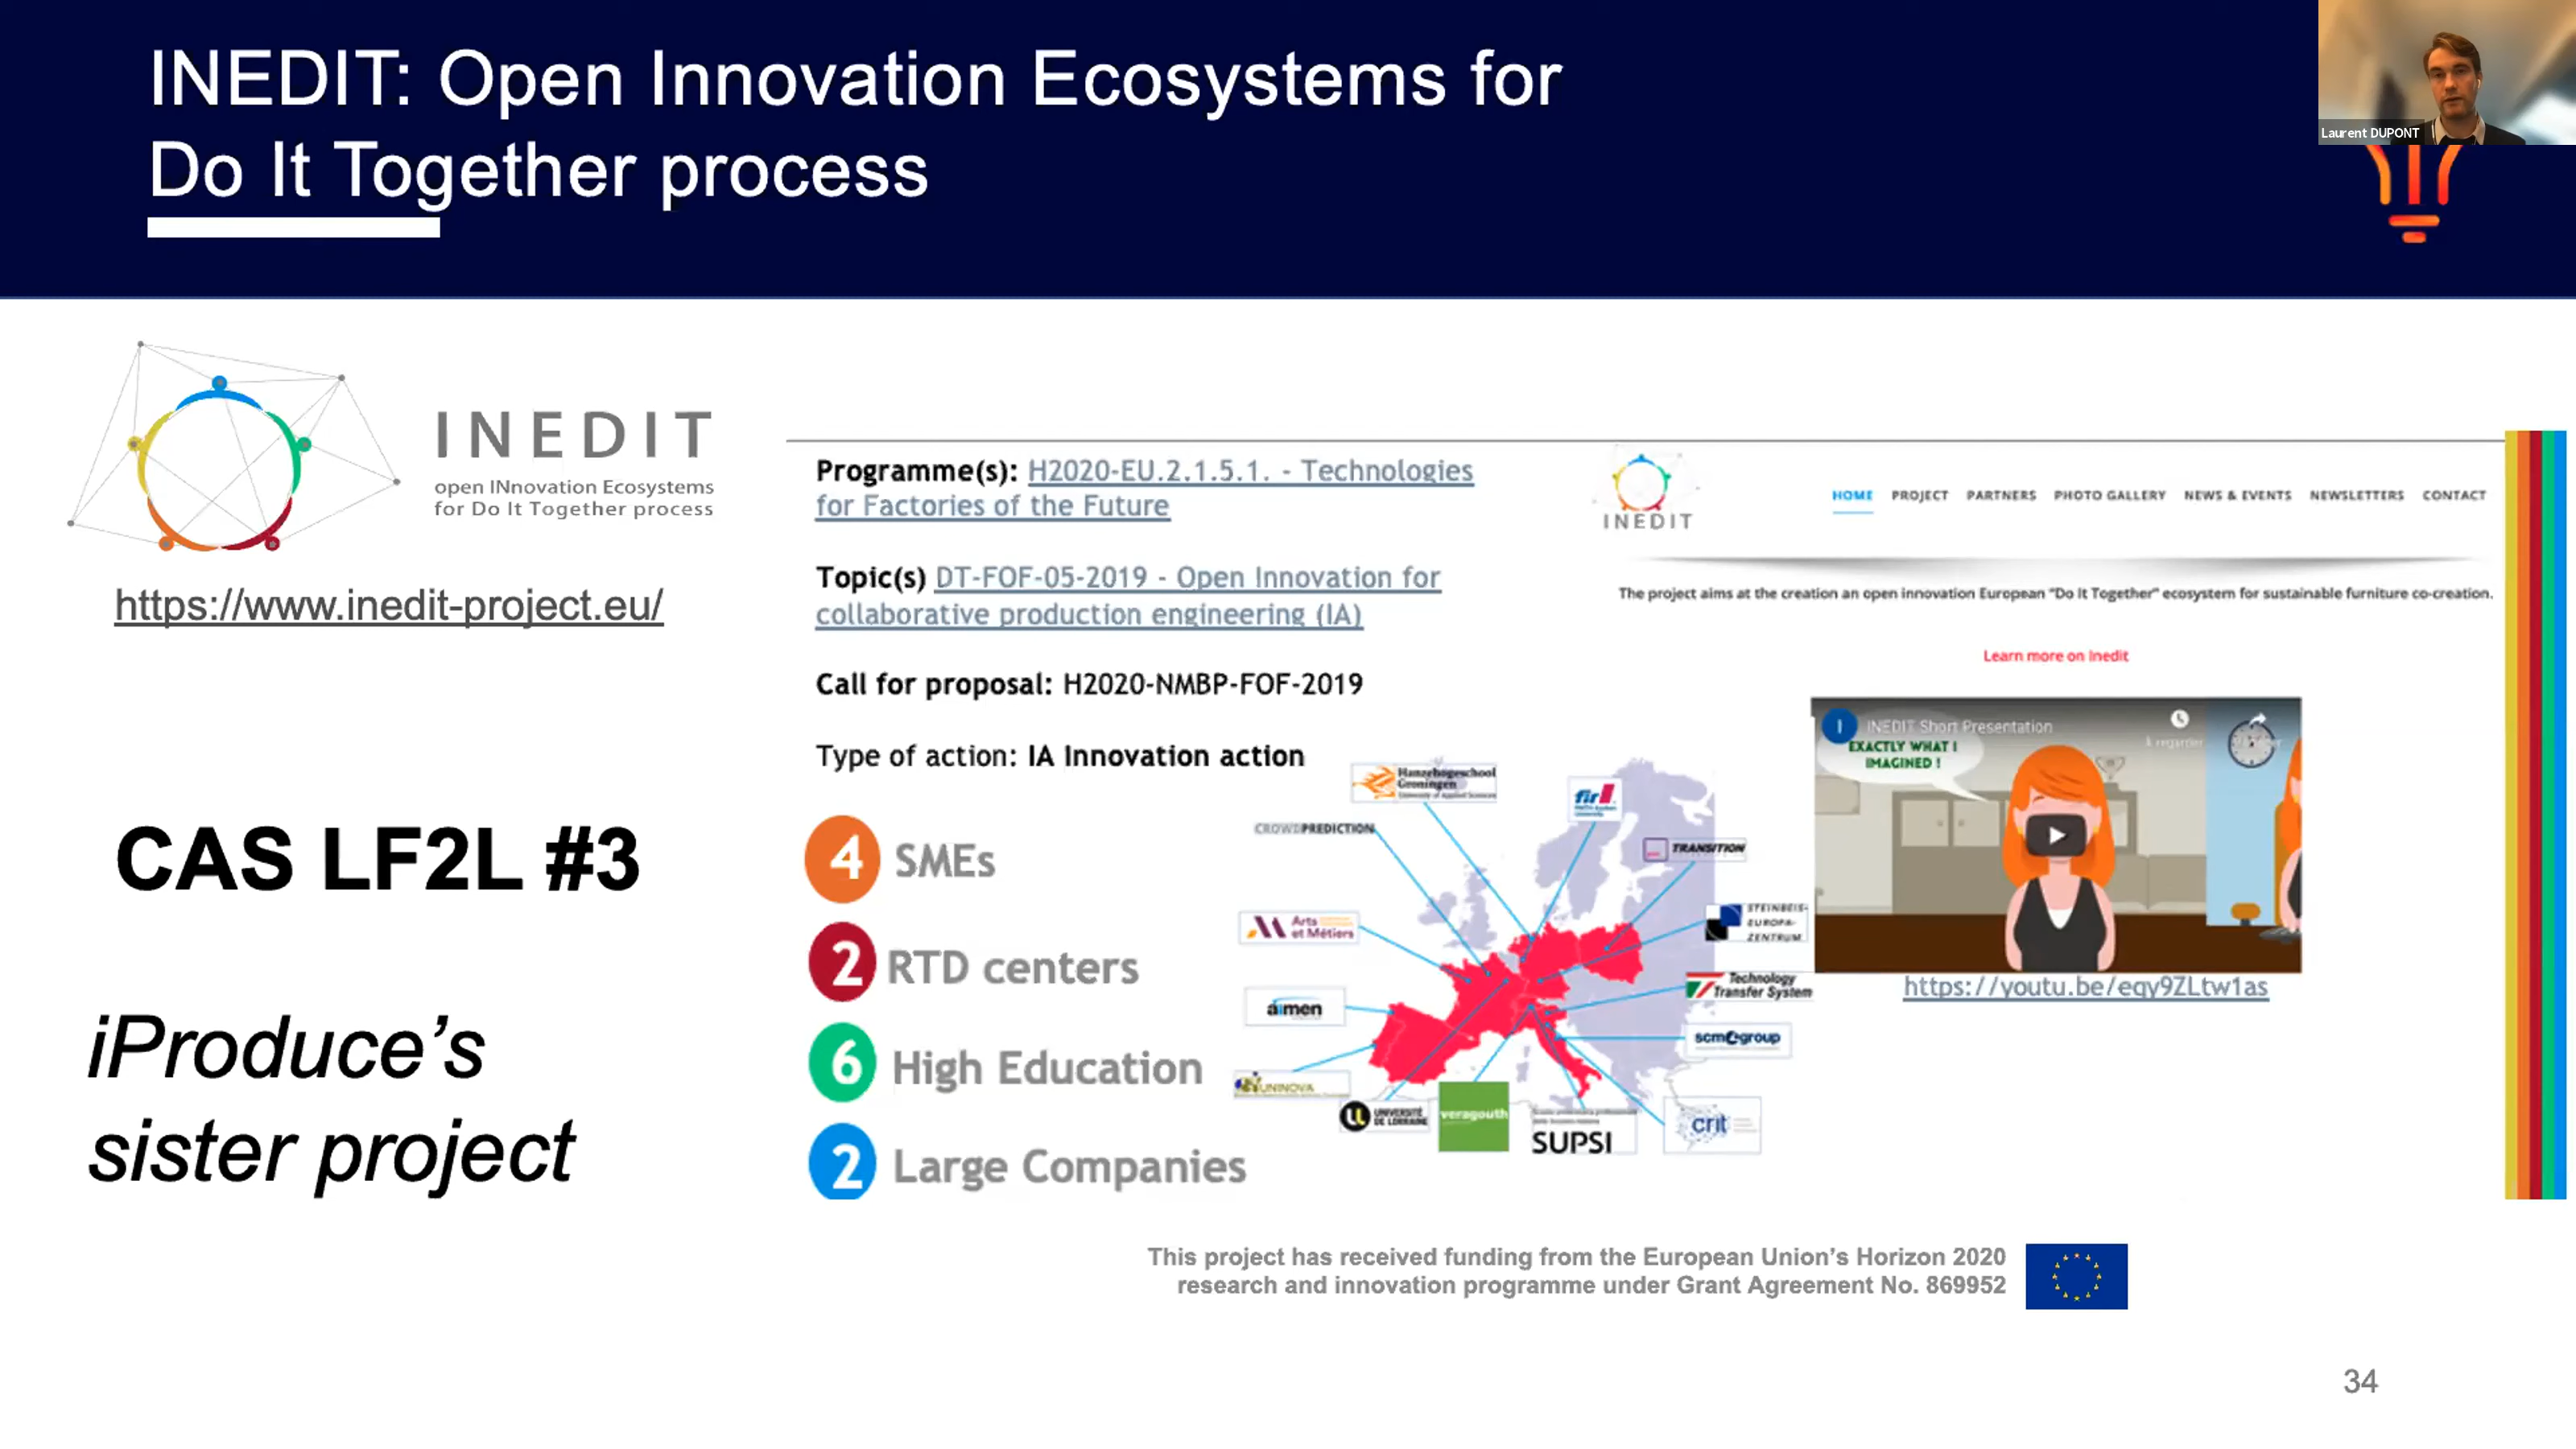 INEDIT: Open Innovation Ecosystems for
Do It Together process
Laurent DUPONT
INEDIT
open INnovation Ecosystems
for Do It Together process
https://www.inedit-project.eu/
CAS LF2L #3
iProduce’s
sister project
Programme(s): H2020-EU.2.1.5.1. - Technologies
for Factories of the Future
Topic(s) DT-FOF-05-2019 - Open Innovation for
collaborative production engineering (IA)
Call for proposal: H2020-NMBP-FOF-2019
Type of action: IA Innovation action
4 SMEs
2 RTD centers
6 High Education
2 Large Companies
Hanzehogeschool
Groningen
University of Applied Sciences
fir
CROWDPREDICTION
TRANSITION
Arts
et Métiers
STEINBEIS-
EUROPA-
ZENTRUM
aimen
Technology
Transfer System
scm group
UNINOVA
UNIVERSITÉ
DE LORRAINE
veragouth
SUPSI
crit
INEDIT
HOME PROJECT PARTNERS PHOTO GALLERY NEWS & EVENTS NEWSLETTERS CONTACT
The project aims at the creation an open innovation European “Do It Together” ecosystem for sustainable furniture co-creation.
Learn more on Inedit
I INEDIT Short Presentation
À regarder
EXACTLY WHAT I
IMAGINED !
https://youtu.be/eqy9ZLtw1as
This project has received funding from the European Union’s Horizon 2020
research and innovation programme under Grant Agreement No. 869952
34